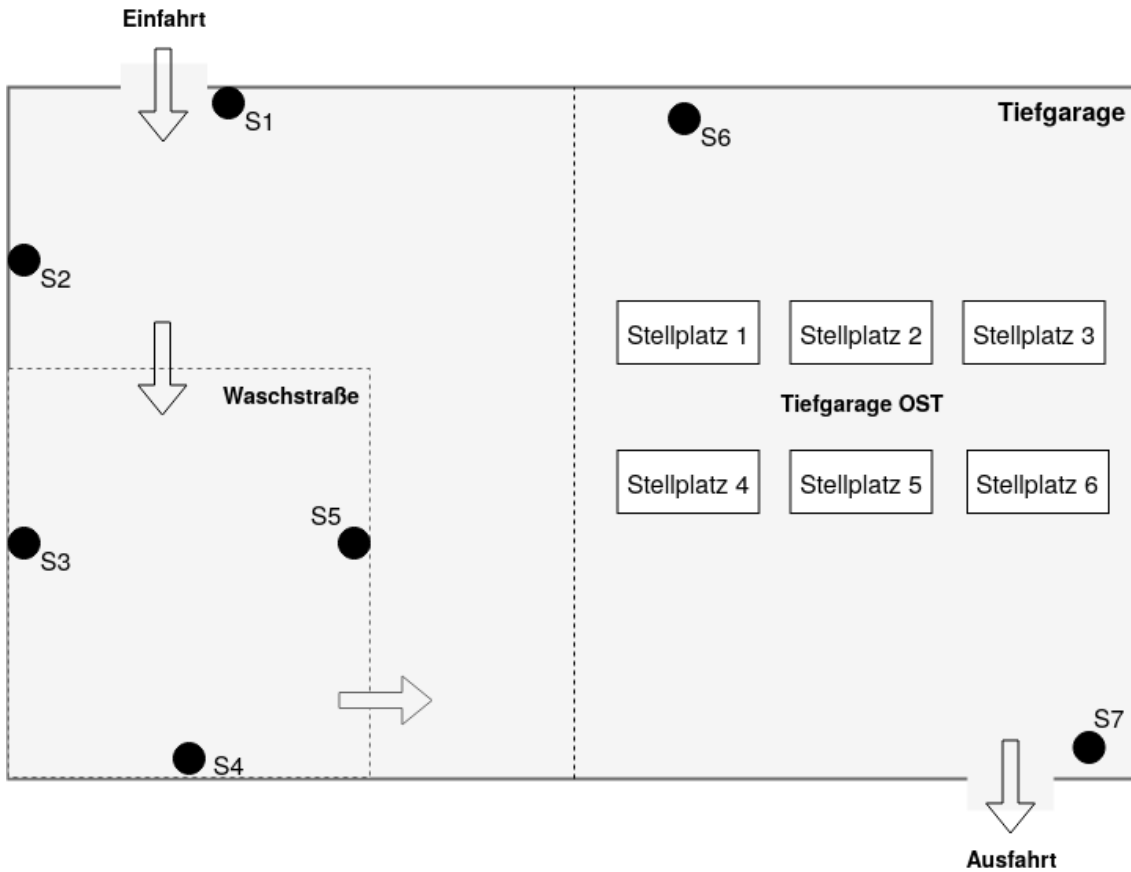 Einfahrt
S1
Tiefgarage
S6
S2
Stellplatz 1
Stellplatz 2
Stellplatz 3
Waschstraße
Tiefgarage OST
Stellplatz 4
Stellplatz 5
Stellplatz 6
S5
S3
S7
S4
Ausfahrt